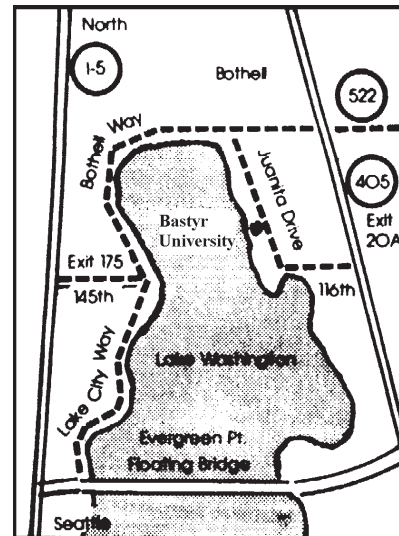 North
I-5
Bothell
522
Bothell Way
405
Exit
20A
Juanita Drive
Bastyr
University
Exit 175
145th
116th
Lake City Way
Lake Washington
Evergreen Pt.
Floating Bridge
Seattle